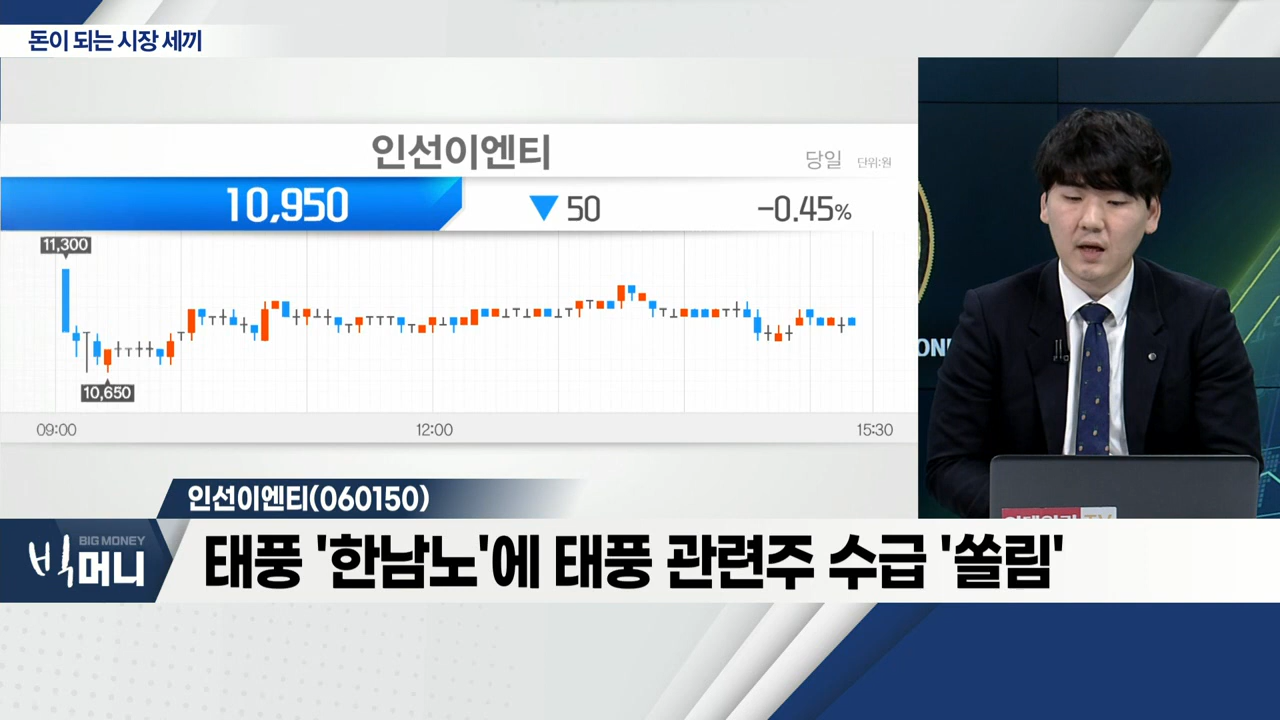 돈이 되는 시장 세끼
인선이엔티
당일 단위:원
10,950 ▼ 50 -0.45%
11,300
10,650
09:00 12:00 15:30
인선이엔티(060150)
BIG MONEY
빅머니
태풍 '한남노'에 태풍 관련주 수급 '쏠림'